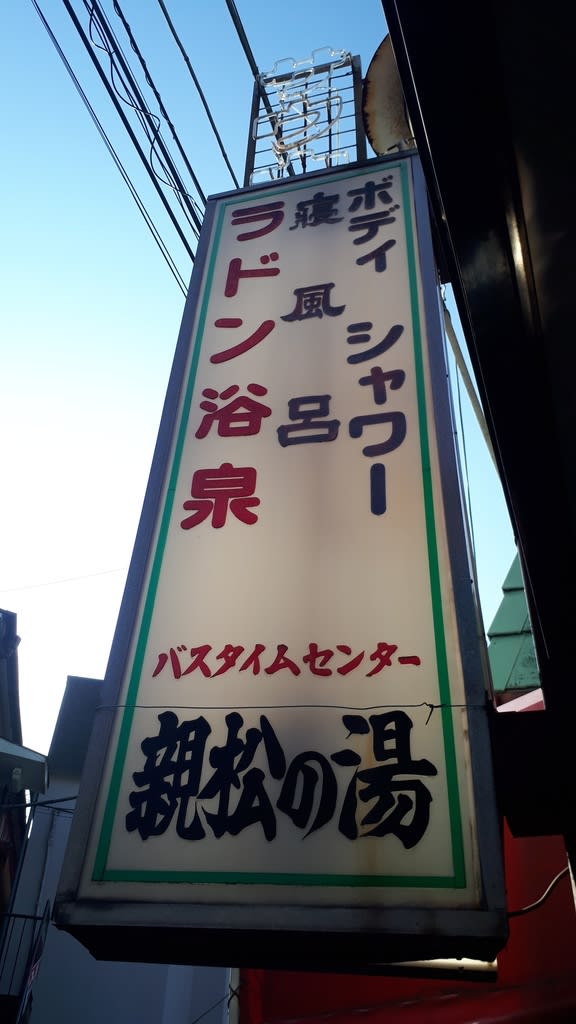 ボディシャワー
寝風呂
ラドン浴泉
バスタイムセンター
親松の湯